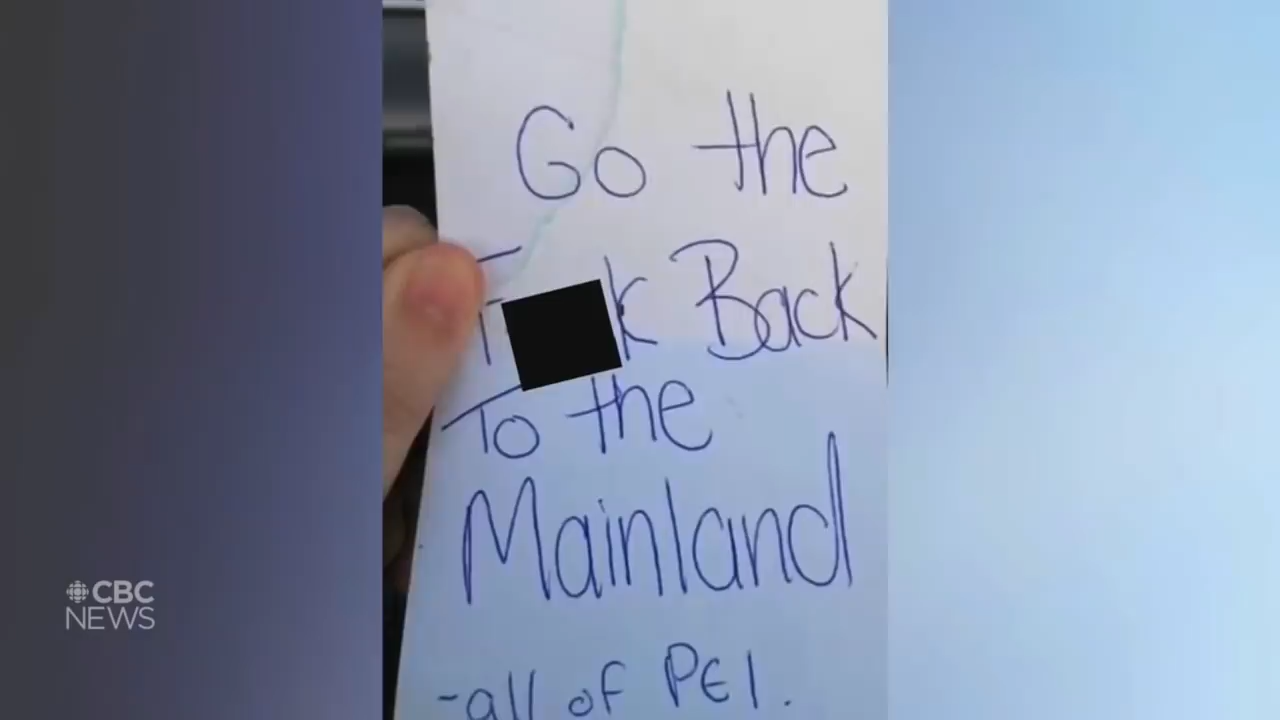 Go the
F■k Back
To the
Mainland
-all of PEI.
CBC
NEWS